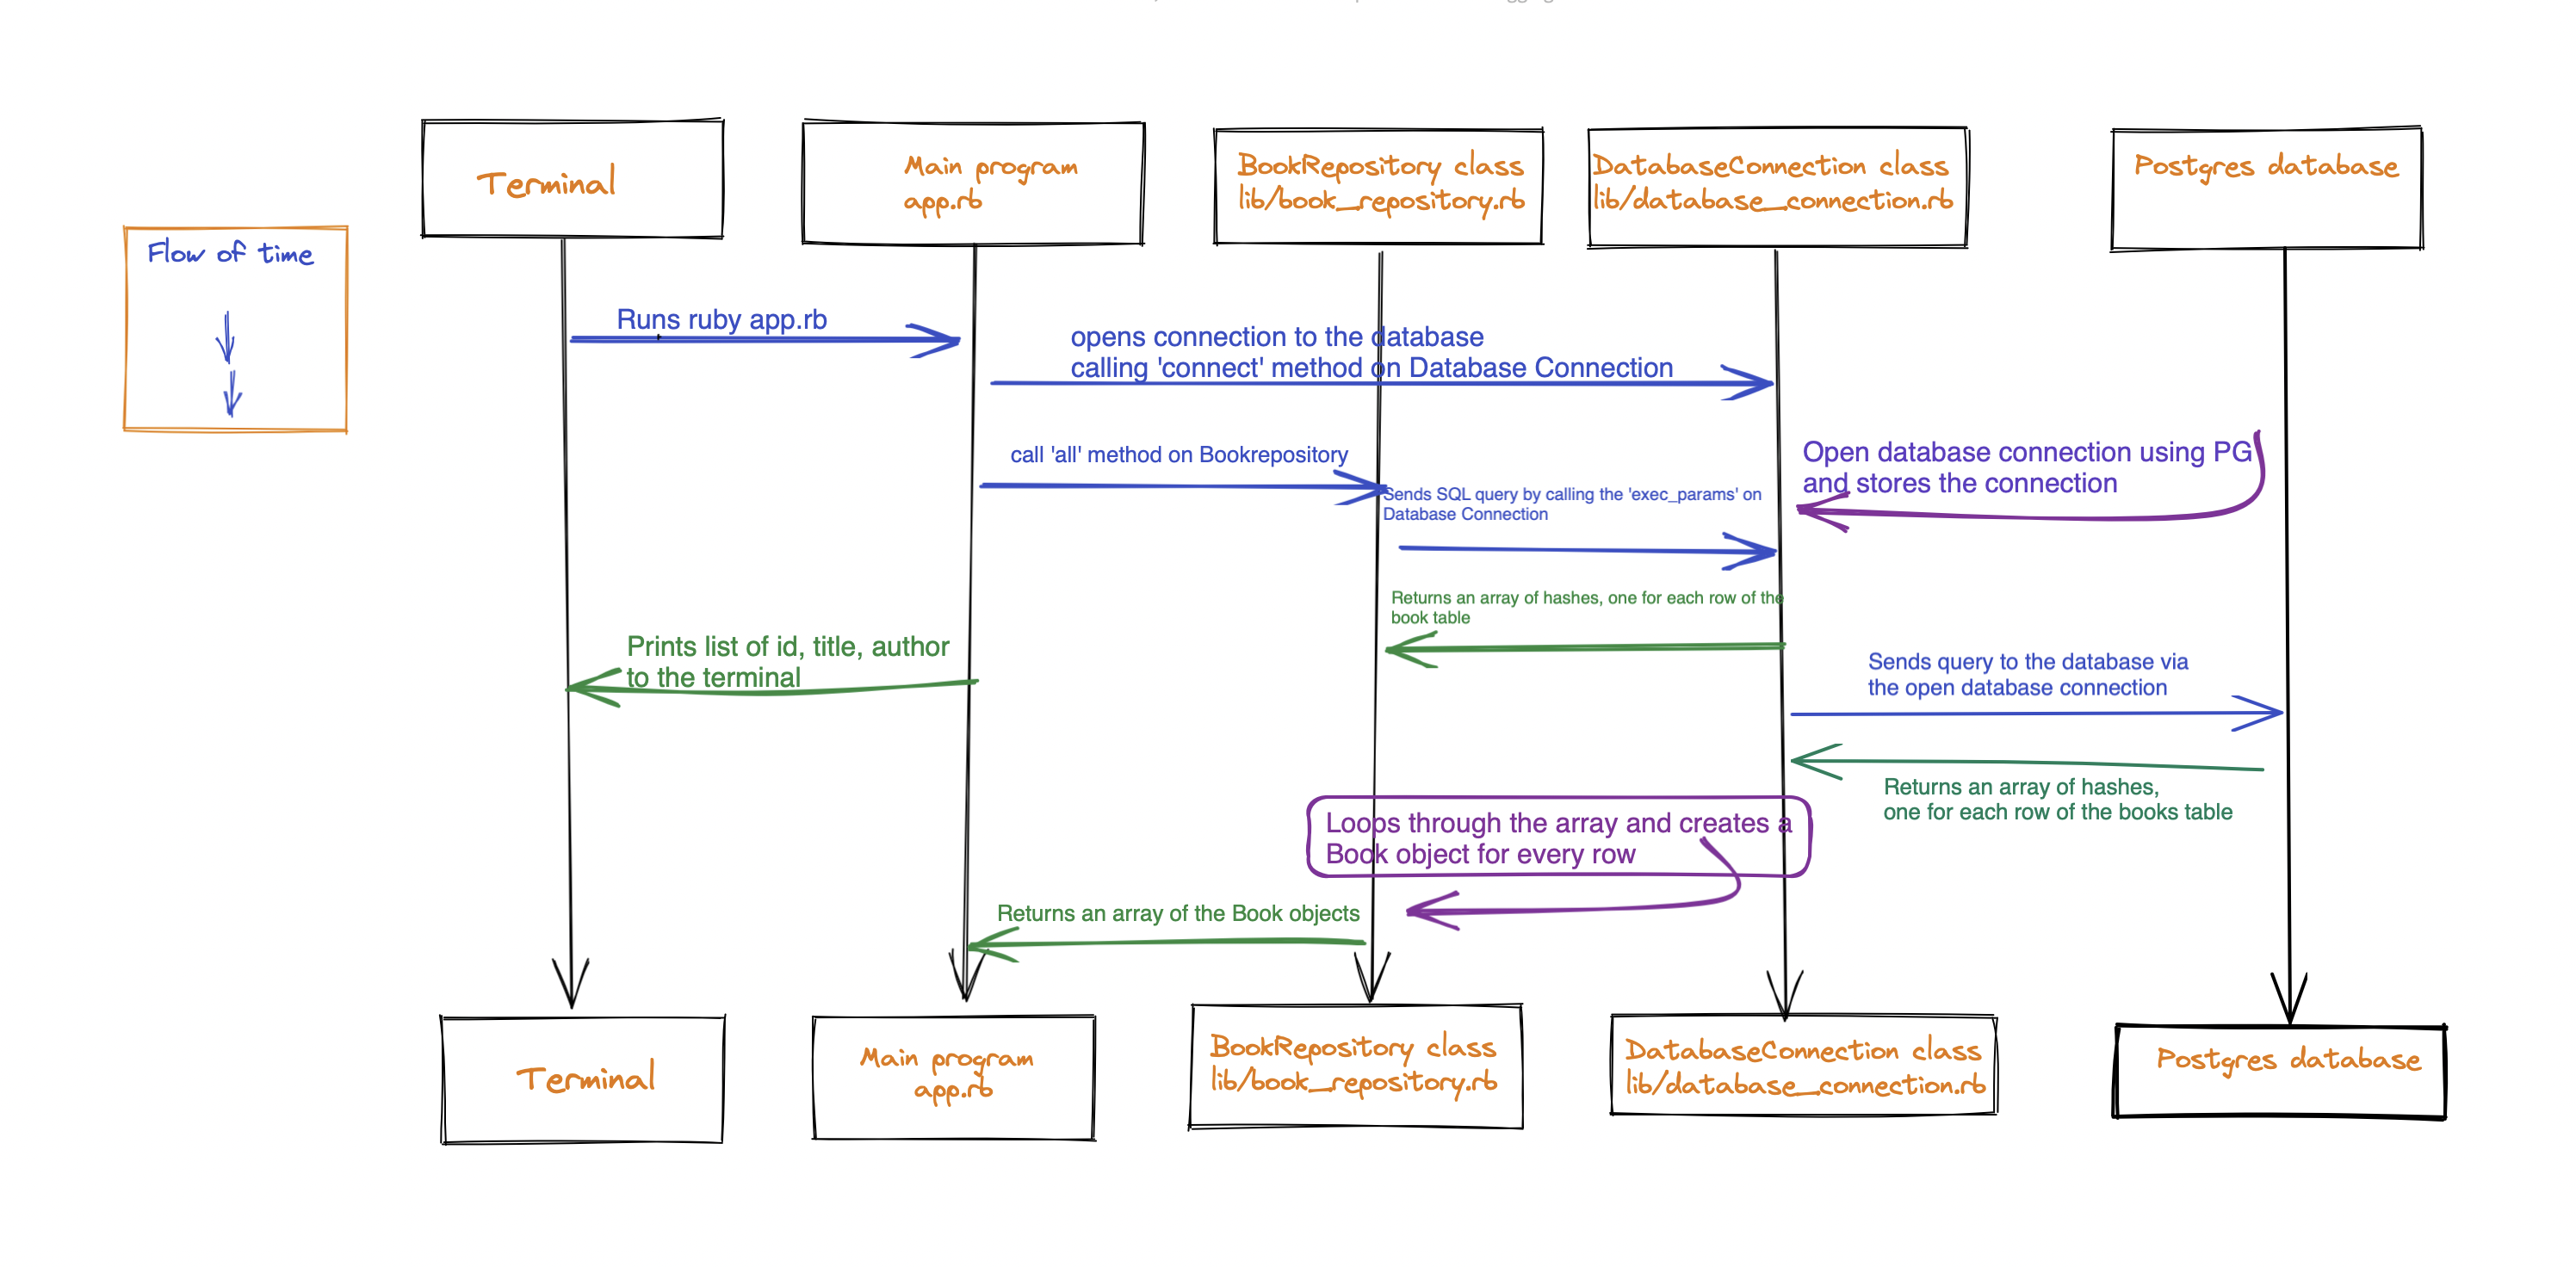 Terminal
Main program
app.rb
BookRepository class
lib/book_repository.rb
DatabaseConnection class
lib/database_connection.rb
Postgres database
Flow of time
Runs ruby app.rb
opens connection to the database
calling 'connect' method on Database Connection
call 'all' method on Bookrepository
Open database connection using PG
and stores the connection
Sends SQL query by calling the 'exec_params' on
Database Connection
Returns an array of hashes, one for each row of the
book table
Prints list of id, title, author
to the terminal
Sends query to the database via
the open database connection
Returns an array of hashes,
one for each row of the books table
Loops through the array and creates a
Book object for every row
Returns an array of the Book objects
Terminal
Main program
app.rb
BookRepository class
lib/book_repository.rb
DatabaseConnection class
lib/database_connection.rb
Postgres database